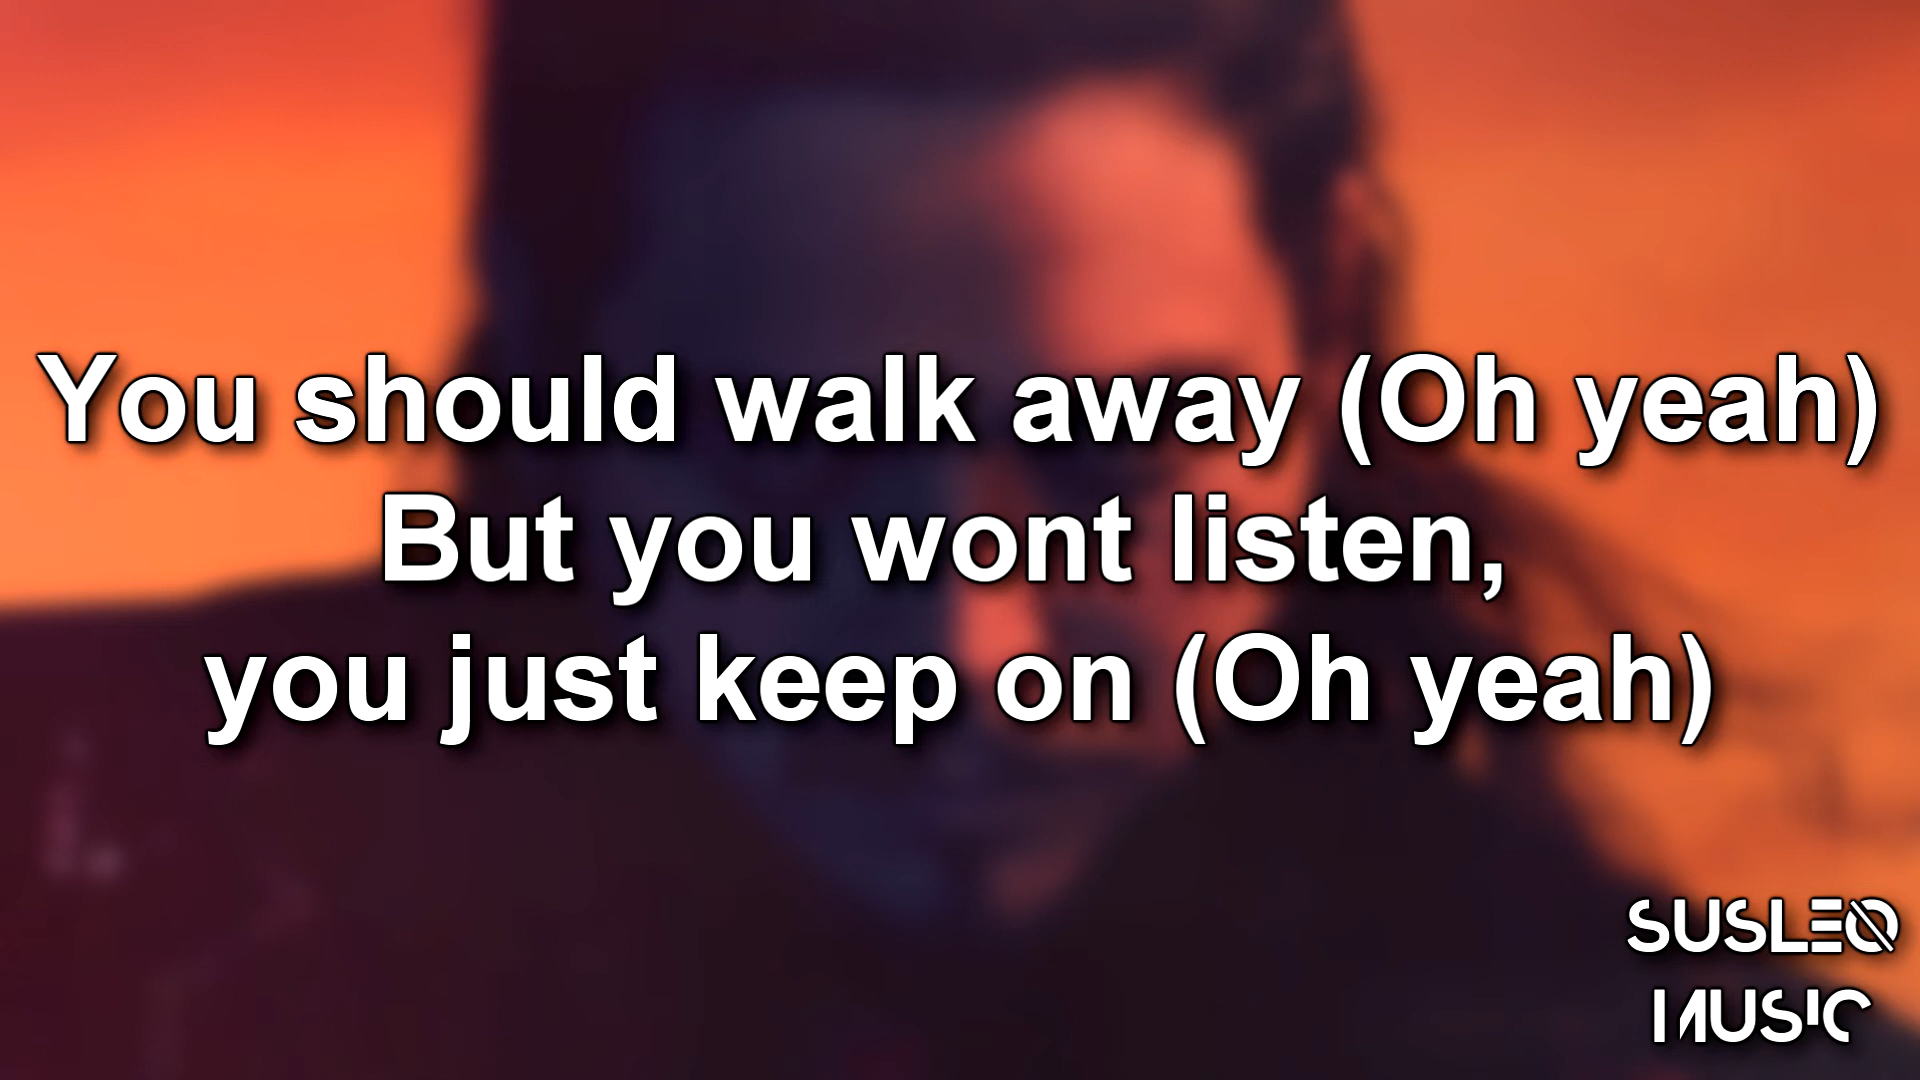 You should walk away (Oh yeah)
But you wont listen,
you just keep on (Oh yeah)
SUSLEO
MUSIC